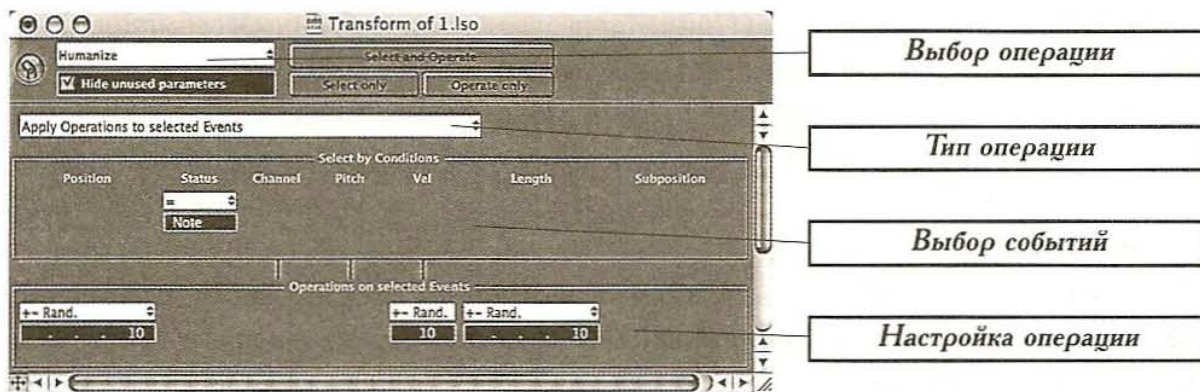 Transform of 1.lso
Humanize
Select and Operate
Hide unused parameters
Select only
Operate only
Выбор операции
Apply Operations to selected Events
Тип операции
Select by Conditions
Position Status Channel Pitch Vel Length Subposition
=
Note
Выбор событий
Operations on selected Events
+- Rand. +- Rand. +- Rand.
. . . 10 10 . . . 10
Настройка операции